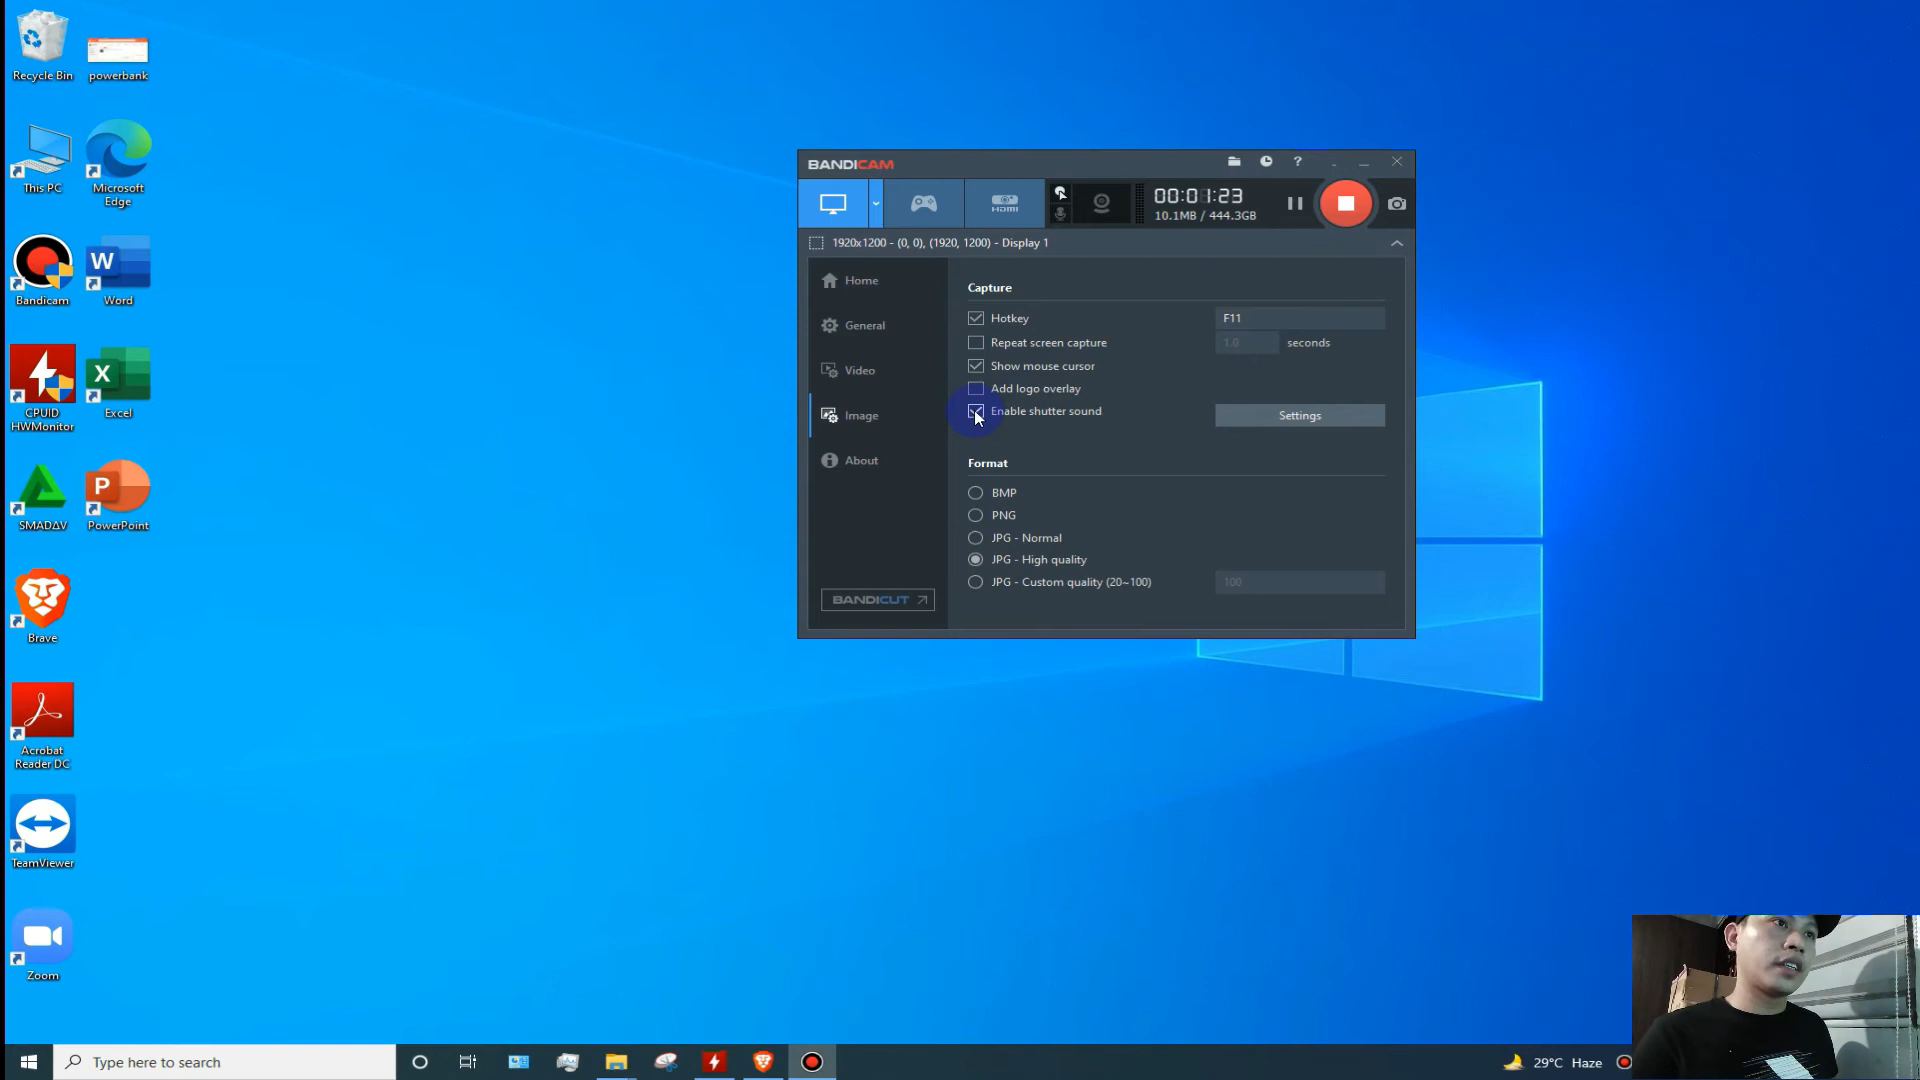 Recycle Bin
powerbank
This PC
Microsoft
Edge
Bandicam
W
Word
CPUID
HWMonitor
X
Excel
SMADΔV
P
PowerPoint
Brave
Acrobat
Reader DC
TeamViewer
Zoom
BANDICAM
?
HDMI
00:01:23
10.1MB / 444.3GB
1920x1200 - (0, 0), (1920, 1200) - Display 1
Home
General
Video
Image
About
BANDICUT
Capture
Hotkey
F11
Repeat screen capture
1.0
seconds
Show mouse cursor
Add logo overlay
Enable shutter sound
Settings
Format
BMP
PNG
JPG - Normal
JPG - High quality
JPG - Custom quality (20~100)
100
Type here to search
29°C Haze